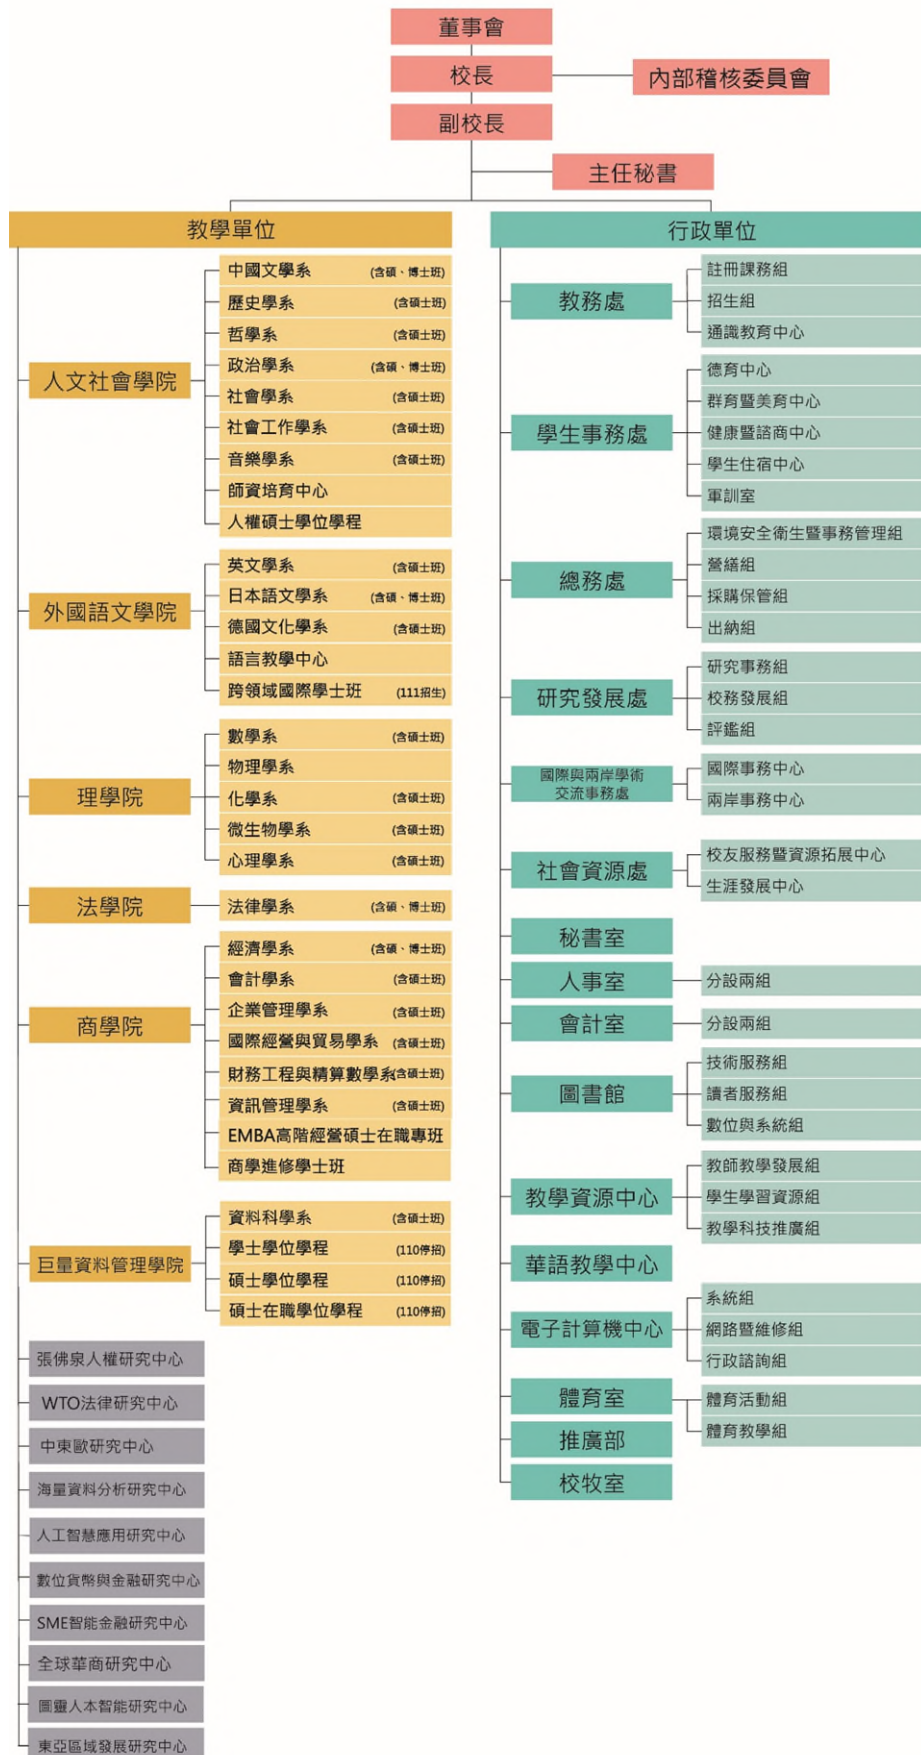 董事會
校長
內部稽核委員會
副校長
主任秘書
教學單位
人文社會學院
中國文學系 (含碩、博士班)
歷史學系 (含碩士班)
哲學系 (含碩士班)
政治學系 (含碩、博士班)
社會學系 (含碩士班)
社會工作學系 (含碩士班)
音樂學系 (含碩士班)
師資培育中心
人權碩士學位學程
外國語文學院
英文學系 (含碩士班)
日本語文學系 (含碩、博士班)
德國文化學系 (含碩士班)
語言教學中心
跨領域國際學士班 (111招生)
理學院
數學系 (含碩士班)
物理學系
化學系 (含碩士班)
微生物學系 (含碩士班)
心理學系 (含碩士班)
法學院
法律學系 (含碩、博士班)
商學院
經濟學系 (含碩、博士班)
會計學系 (含碩士班)
企業管理學系 (含碩士班)
國際經營與貿易學系 (含碩士班)
財務工程與精算數學系(含碩士班)
資訊管理學系 (含碩士班)
EMBA高階經營碩士在職專班
商學進修學士班
巨量資料管理學院
資料科學系 (含碩士班)
學士學位學程 (110停招)
碩士學位學程 (110停招)
碩士在職學位學程 (110停招)
張佛泉人權研究中心
WTO法律研究中心
中東歐研究中心
海量資料分析研究中心
人工智慧應用研究中心
數位貨幣與金融研究中心
SME智能金融研究中心
全球華商研究中心
圖靈人本智能研究中心
東亞區域發展研究中心
行政單位
教務處
註冊課務組
招生組
通識教育中心
學生事務處
德育中心
群育暨美育中心
健康暨諮商中心
學生住宿中心
軍訓室
總務處
環境安全衛生暨事務管理組
營繕組
採購保管組
出納組
研究發展處
研究事務組
校務發展組
評鑑組
國際與兩岸學術
交流事務處
國際事務中心
兩岸事務中心
社會資源處
校友服務暨資源拓展中心
生涯發展中心
秘書室
人事室
分設兩組
會計室
分設兩組
圖書館
技術服務組
讀者服務組
數位與系統組
教學資源中心
教師教學發展組
學生學習資源組
教學科技推廣組
華語教學中心
電子計算機中心
系統組
網路暨維修組
行政諮詢組
體育室
體育活動組
體育教學組
推廣部
校牧室